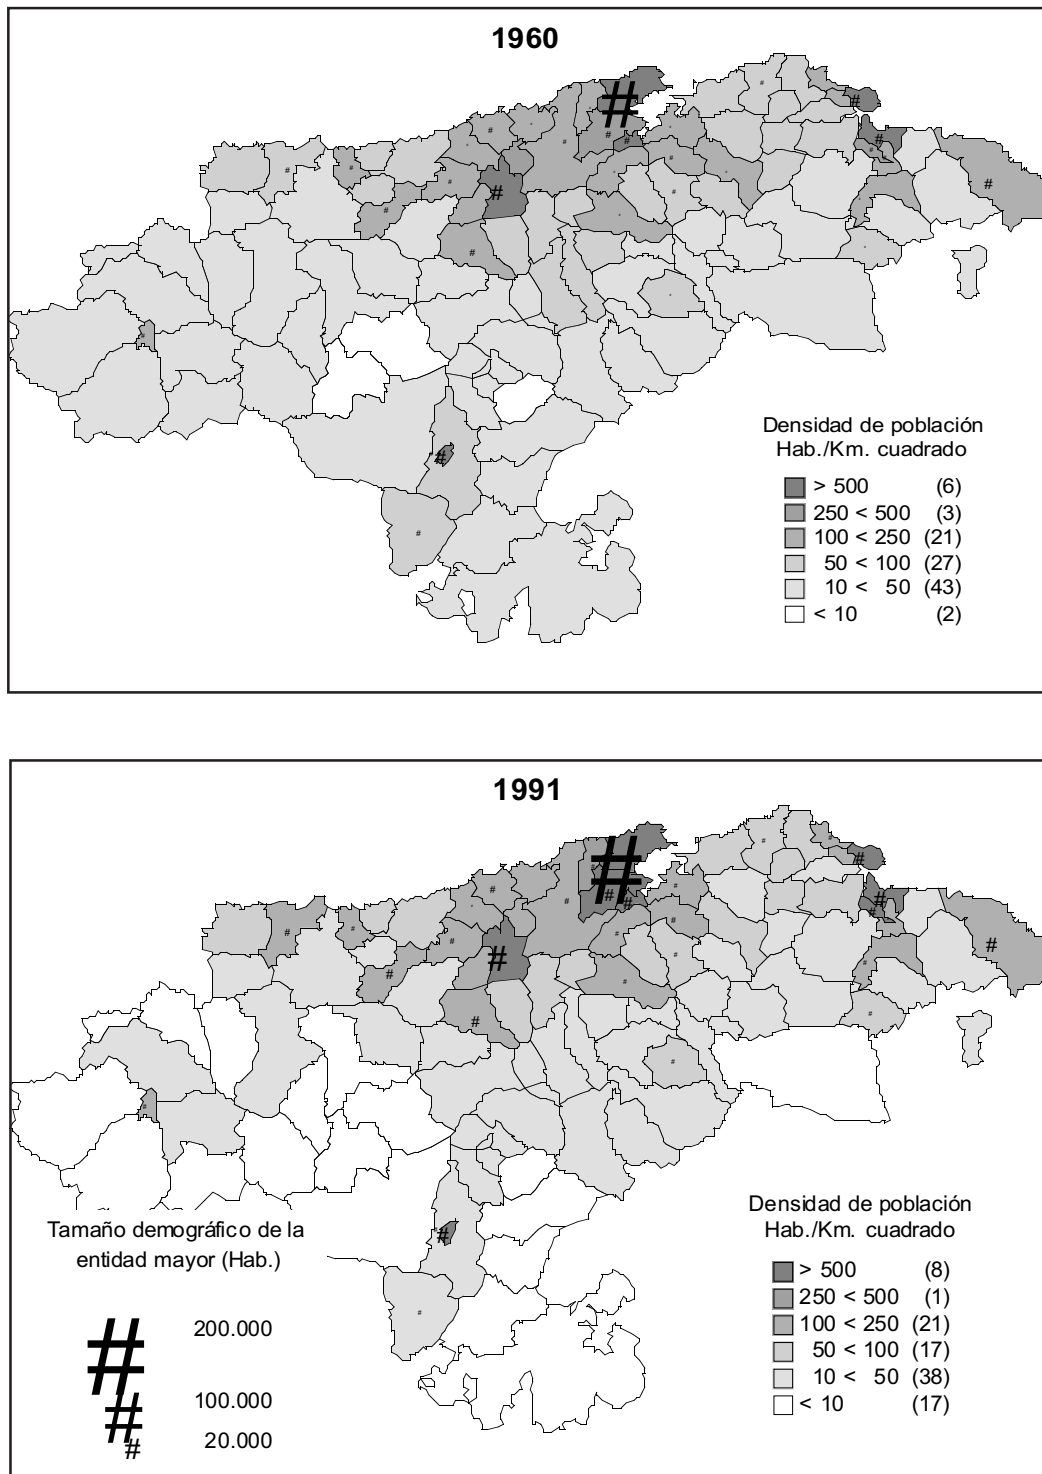 1960
Densidad de población
Hab./Km. cuadrado
> 500 (6)
250 < 500 (3)
100 < 250 (21)
50 < 100 (27)
10 < 50 (43)
< 10 (2)
1991
Tamaño demográfico de la
entidad mayor (Hab.)
# 200.000
# 100.000
# 20.000
Densidad de población
Hab./Km. cuadrado
> 500 (8)
250 < 500 (1)
100 < 250 (21)
50 < 100 (17)
10 < 50 (38)
< 10 (17)